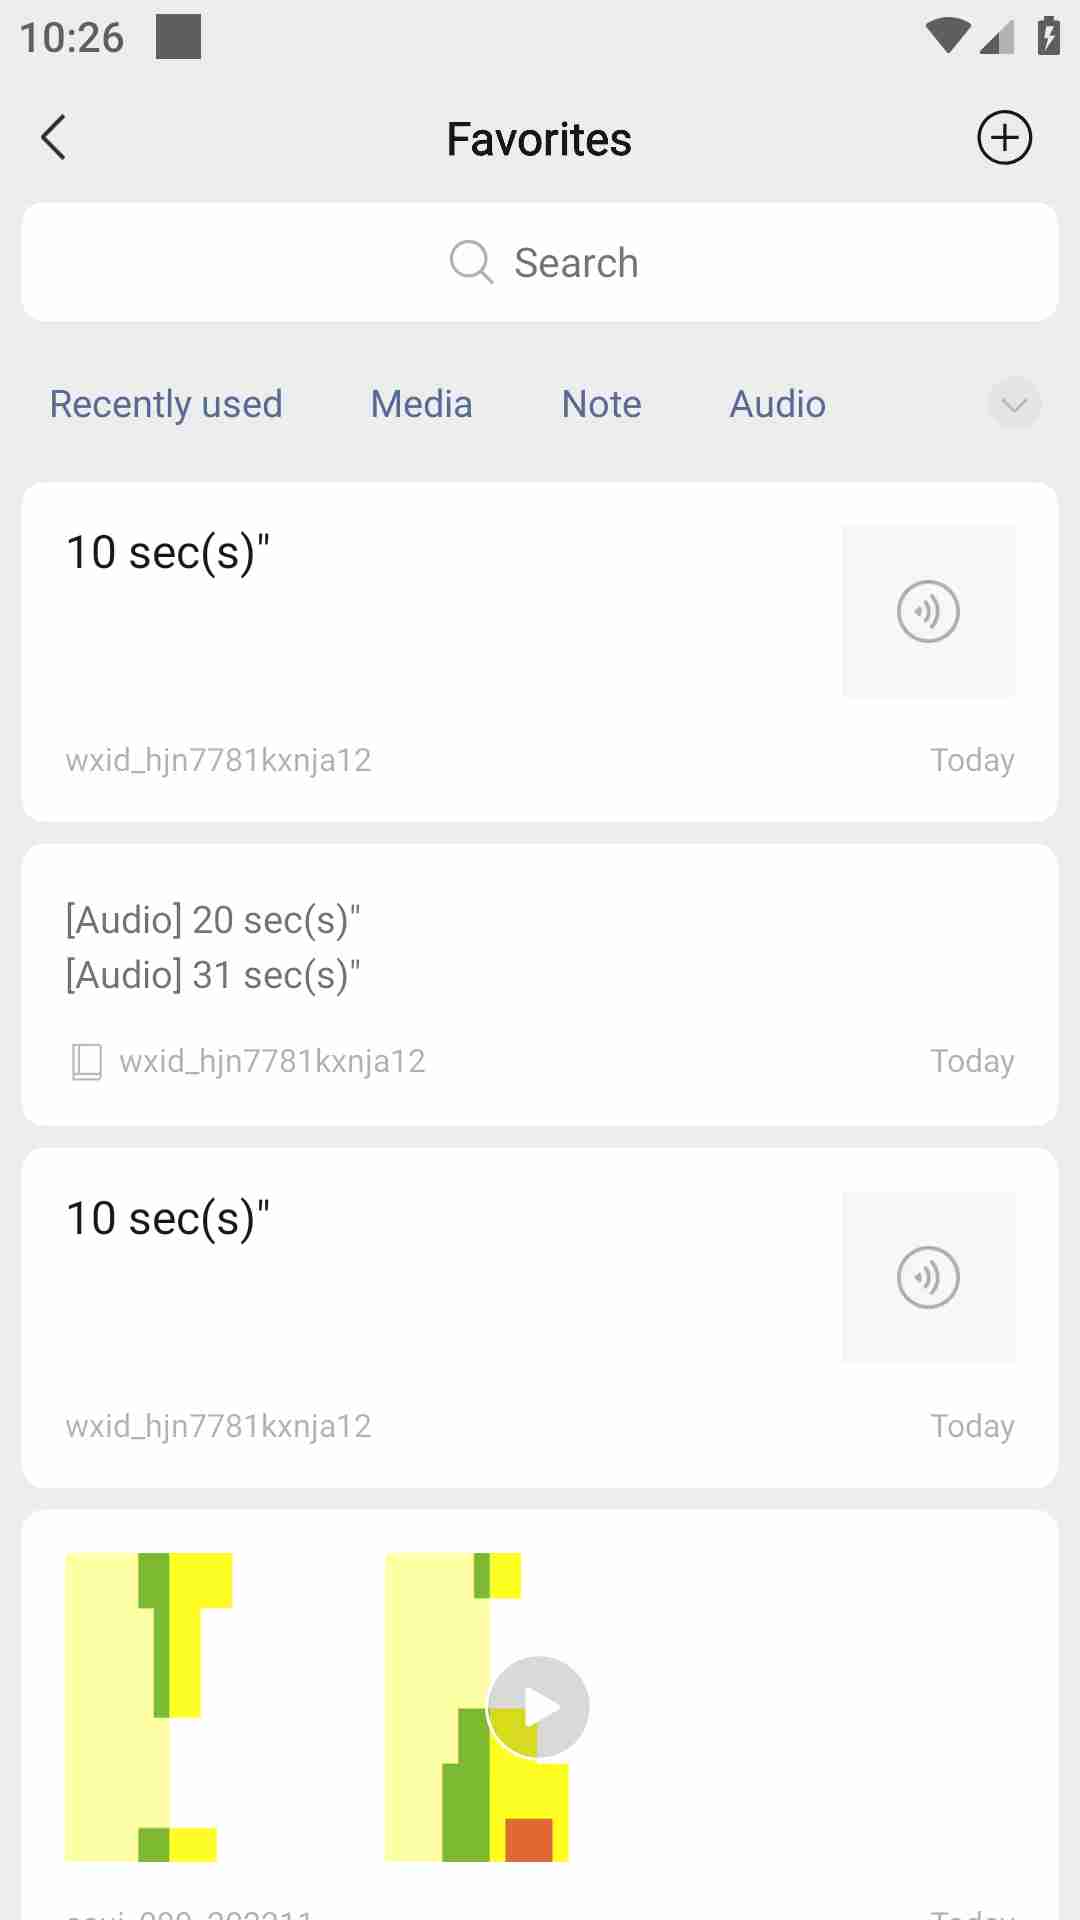 10:26
Favorites
Search
Recently used Media Note Audio
10 sec(s)"
wxid_hjn7781kxnja12 Today
[Audio] 20 sec(s)"
[Audio] 31 sec(s)"
wxid_hjn7781kxnja12 Today
10 sec(s)"
wxid_hjn7781kxnja12 Today
Today